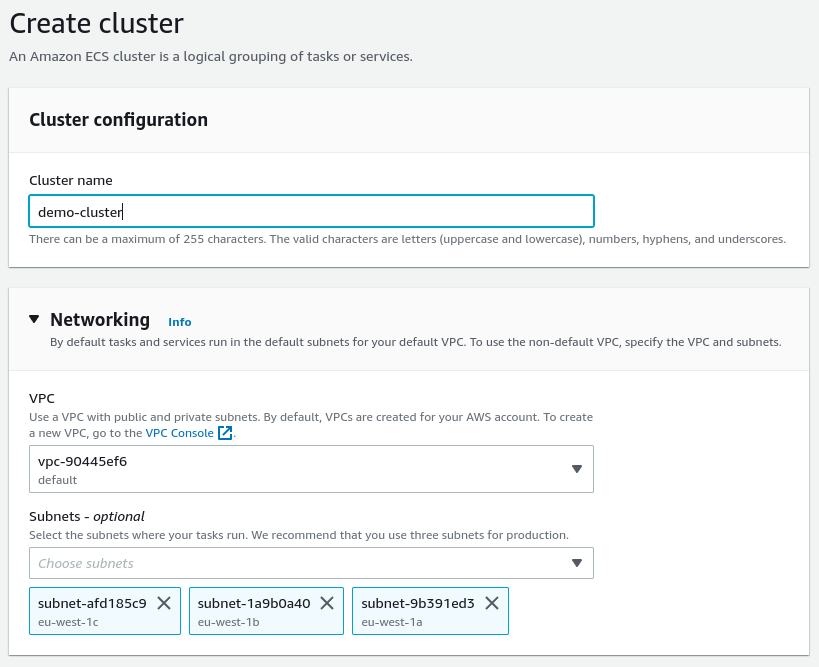 Create cluster
An Amazon ECS cluster is a logical grouping of tasks or services.
Cluster configuration
Cluster name
demo-cluster
There can be a maximum of 255 characters. The valid characters are letters (uppercase and lowercase), numbers, hyphens, and underscores.
Networking Info
By default tasks and services run in the default subnets for your default VPC. To use the non-default VPC, specify the VPC and subnets.
VPC
Use a VPC with public and private subnets. By default, VPCs are created for your AWS account. To create
a new VPC, go to the VPC Console.
vpc-90445ef6
default
Subnets - optional
Select the subnets where your tasks run. We recommend that you use three subnets for production.
Choose subnets
subnet-afd185c9 subnet-1a9b0a40 subnet-9b391ed3
eu-west-1c eu-west-1b eu-west-1a